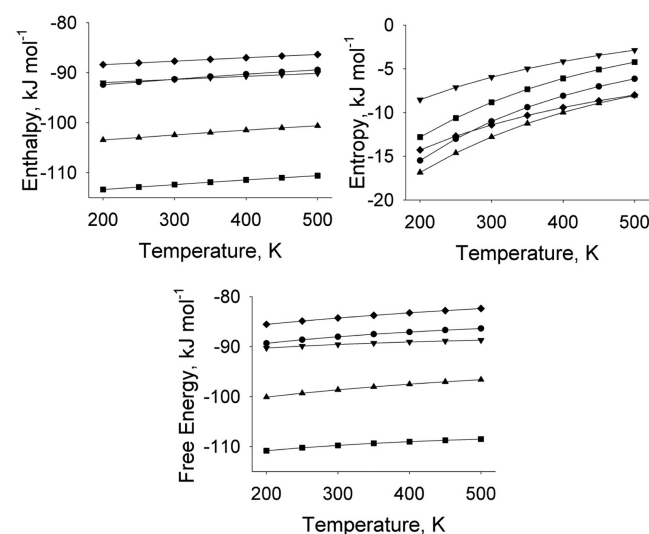 Enthalpy, kJ mol⁻¹
-80
-90
-100
-110
200 300 400 500
Temperature, K
Entropy, kJ mol⁻¹
0
-5
-10
-15
-20
200 300 400 500
Temperature, K
Free Energy, kJ mol⁻¹
-80
-90
-100
-110
200 300 400 500
Temperature, K